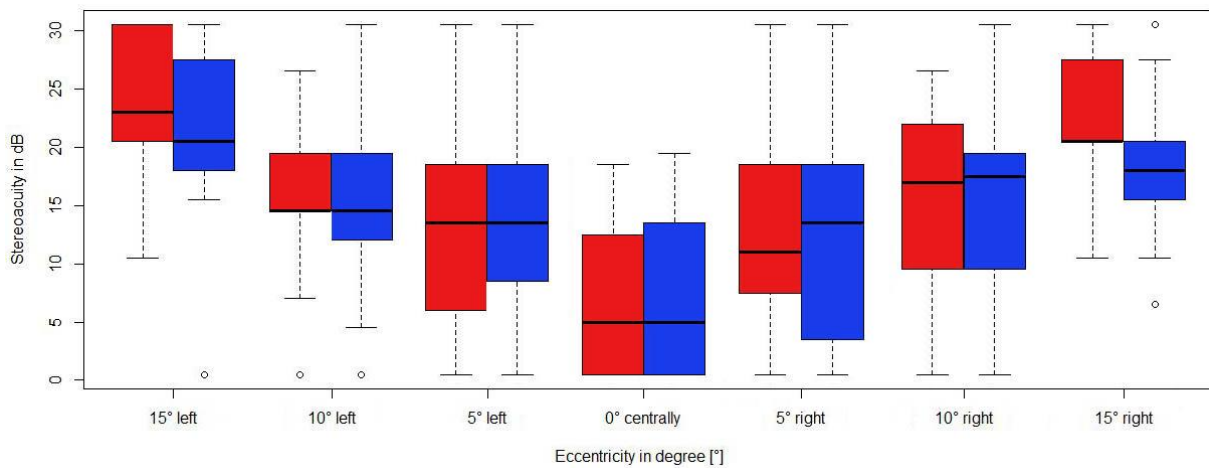 Stereoacuity in dB
30
25
20
15
10
5
0
15° left 10° left 5° left 0° centrally 5° right 10° right 15° right
Eccentricity in degree [°]